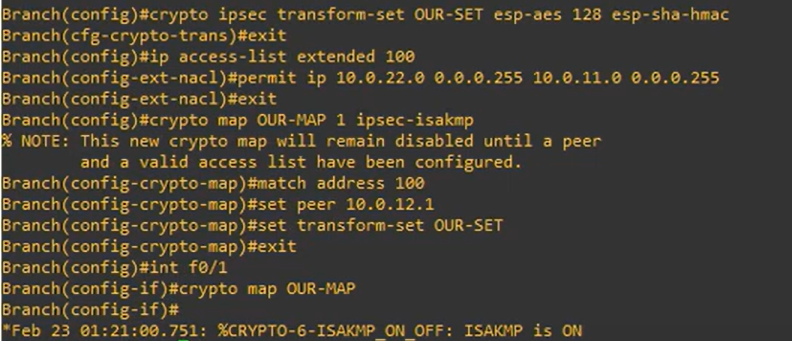 Branch(config)#crypto ipsec transform-set OUR-SET esp-aes 128 esp-sha-hmac
Branch(cfg-crypto-trans)#exit
Branch(config)#ip access-list extended 100
Branch(config-ext-nacl)#permit ip 10.0.22.0 0.0.0.255 10.0.11.0 0.0.0.255
Branch(config-ext-nacl)#exit
Branch(config)#crypto map OUR-MAP 1 ipsec-isakmp
% NOTE: This new crypto map will remain disabled until a peer
and a valid access list have been configured.
Branch(config-crypto-map)#match address 100
Branch(config-crypto-map)#set peer 10.0.12.1
Branch(config-crypto-map)#set transform-set OUR-SET
Branch(config-crypto-map)#exit
Branch(config)#int f0/1
Branch(config-if)#crypto map OUR-MAP
Branch(config-if)#
*Feb 23 01:21:00.751: %CRYPTO-6-ISAKMP_ON_OFF: ISAKMP is ON